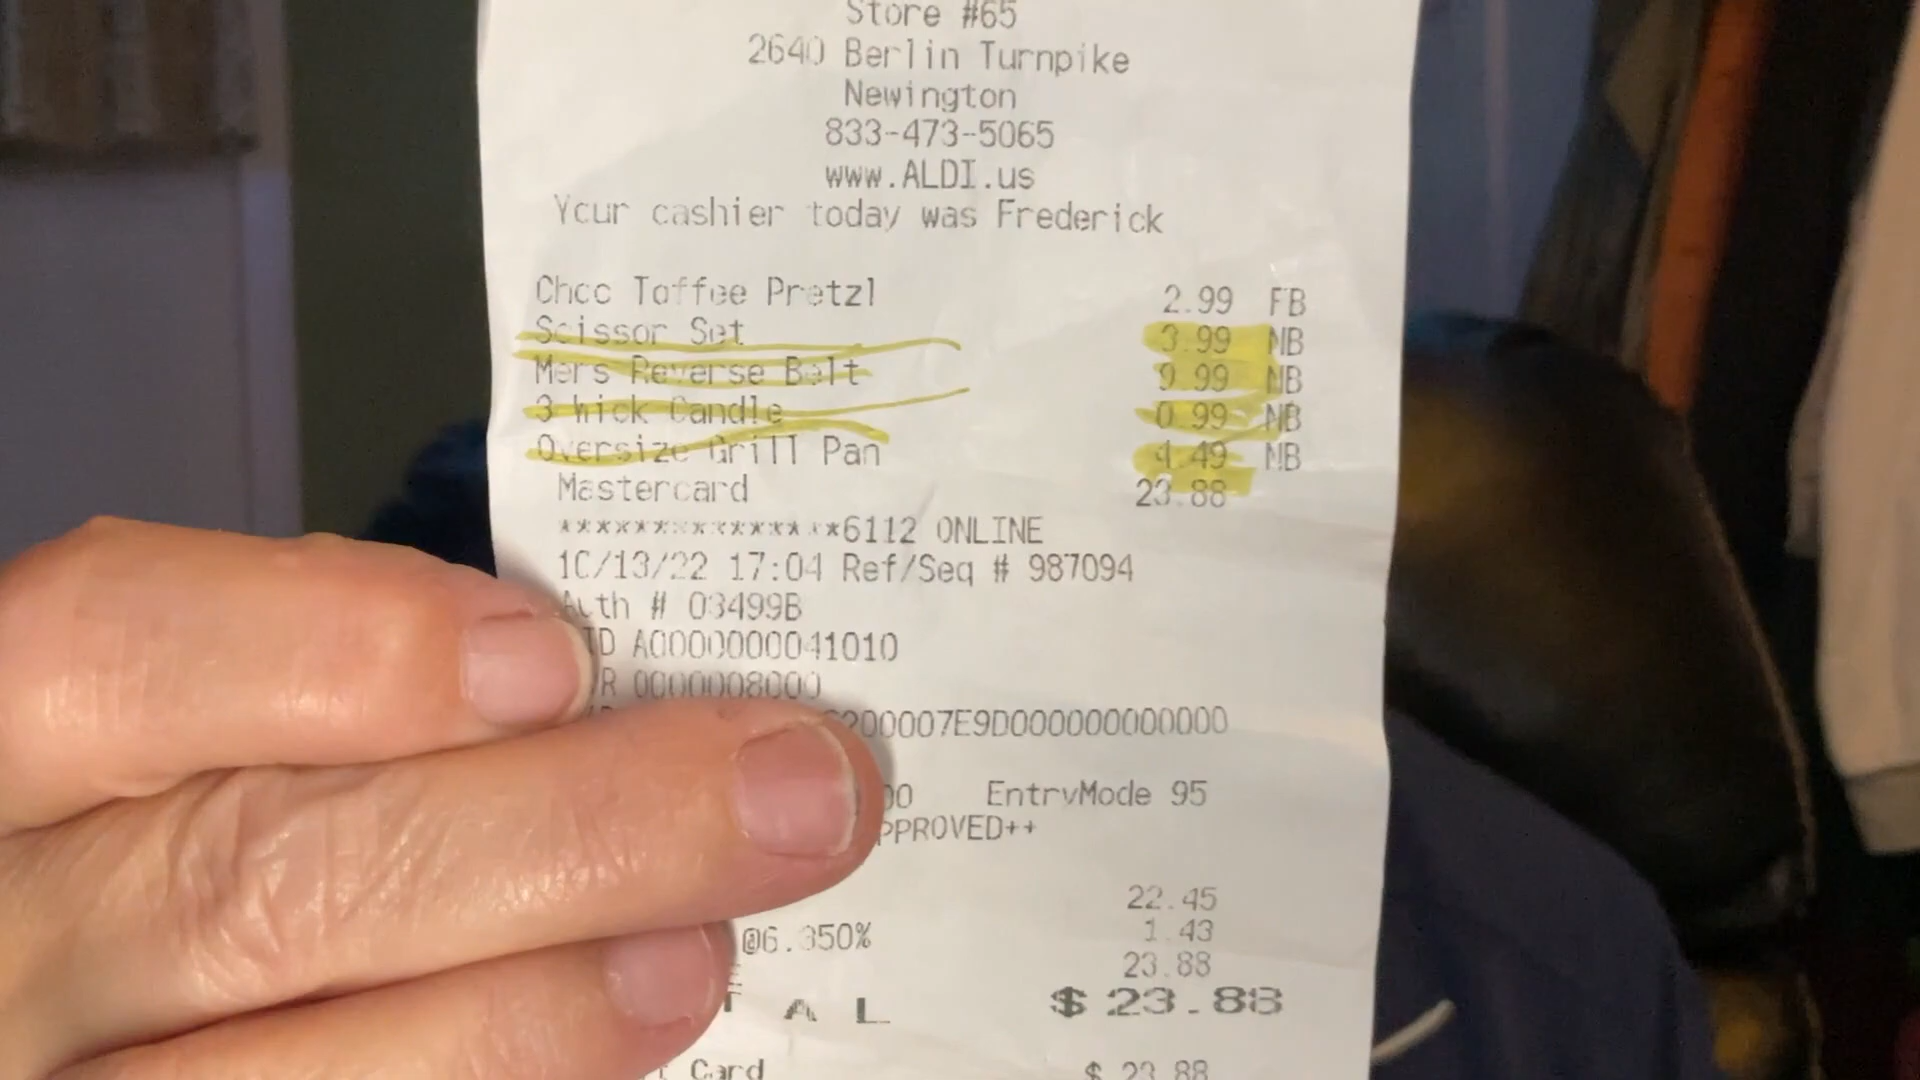 Store #65
2640 Berlin Turnpike
Newington
833-473-5065
www.ALDI.us
Your cashier today was Frederick
Choc Toffee Pretzl 2.99 FB
Scissor Set 3.99 NB
Mens Reverse Belt 9.99 NB
3 Wick Candle 0.99 NB
Oversize Grill Pan 4.49 NB
Mastercard 23.88
****************6112 ONLINE
10/13/22 17:04 Ref/Seq # 987094
Auth # 03499B
ID A0000000041010
R 0000008000
200007E9D000000000000
00 EntryMode 95
PPROVED++
22.45
@6.350% 1.43
23.88
T A L $ 23.88
Card $ 23.88